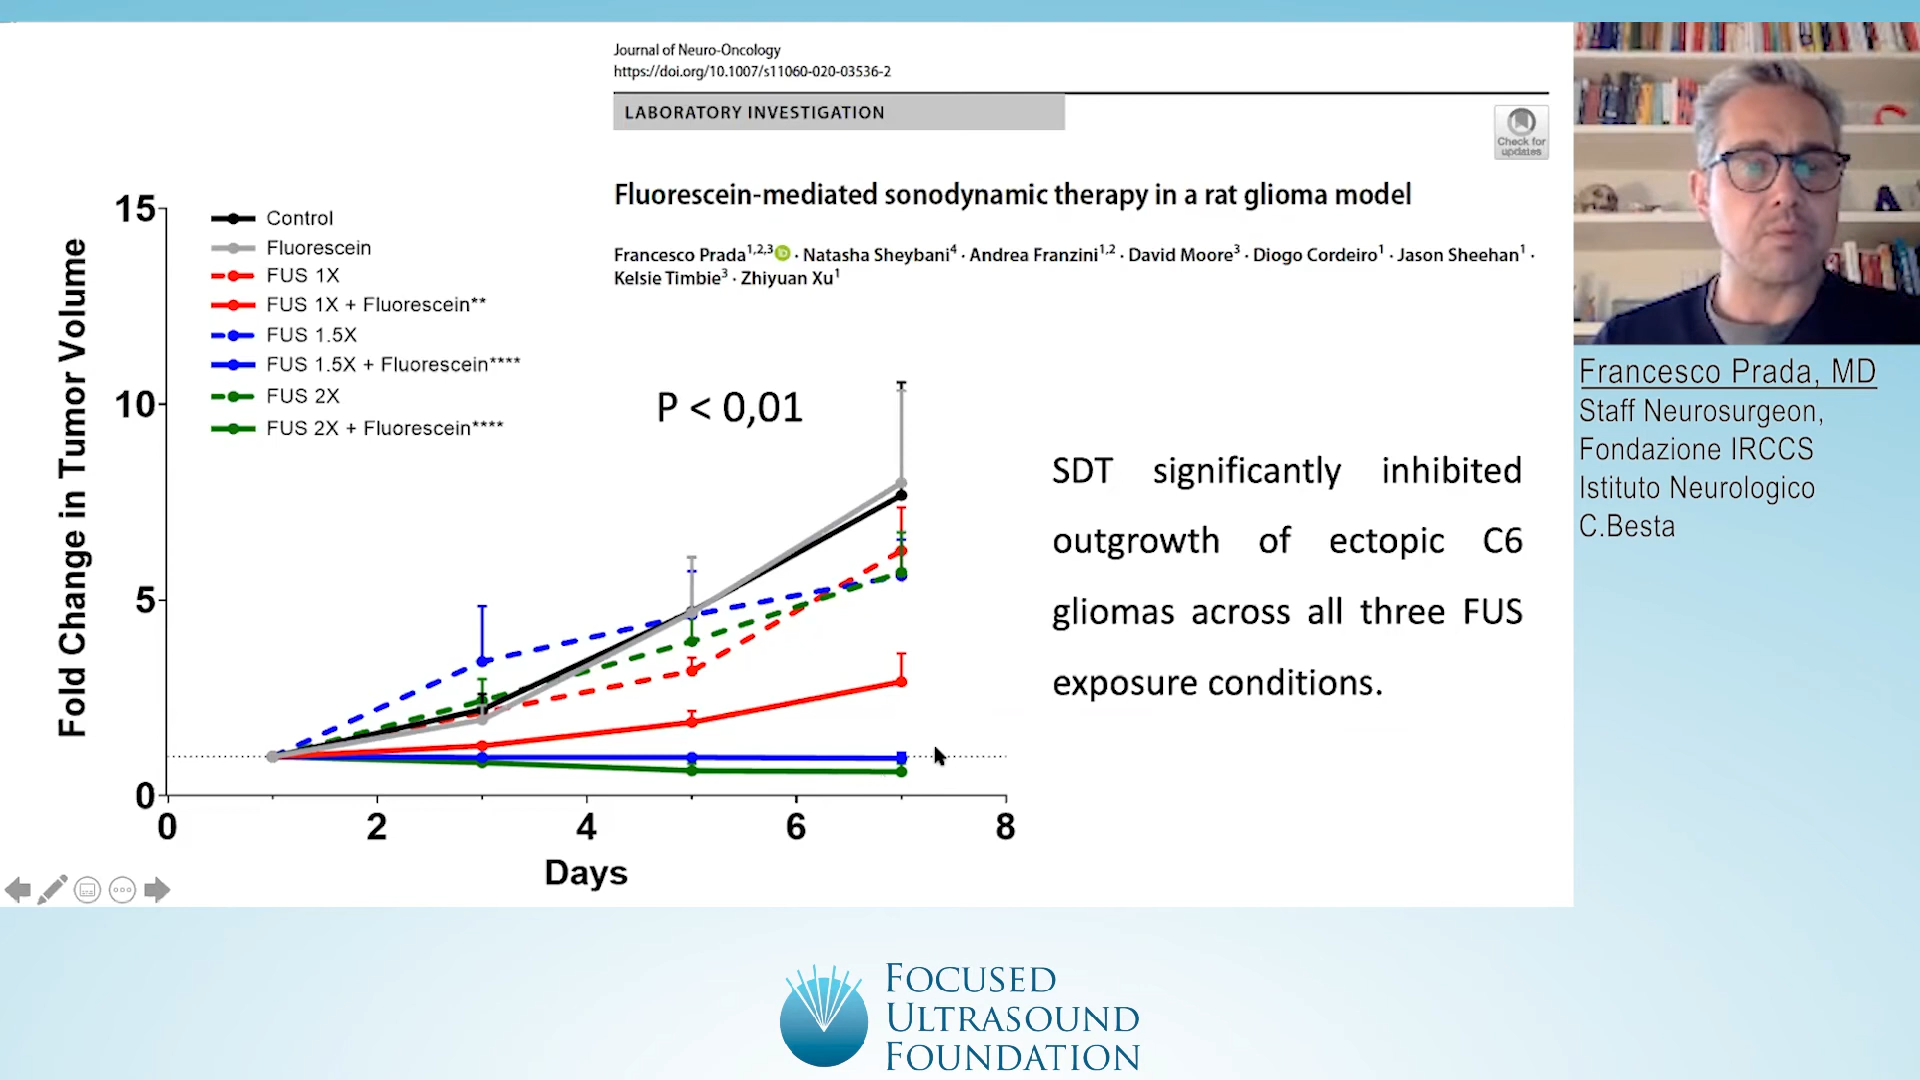 Journal of Neuro-Oncology
https://doi.org/10.1007/s11060-020-03536-2
LABORATORY INVESTIGATION
Check for
updates
Fluorescein-mediated sonodynamic therapy in a rat glioma model
Francesco Prada1,2,3 iD · Natasha Sheybani4 · Andrea Franzini1,2 · David Moore3 · Diogo Cordeiro1 · Jason Sheehan1 ·
Kelsie Timbie3 · Zhiyuan Xu1
Fold Change in Tumor Volume
15
10
5
0
Control
Fluorescein
FUS 1X
FUS 1X + Fluorescein**
FUS 1.5X
FUS 1.5X + Fluorescein****
FUS 2X
FUS 2X + Fluorescein****
P < 0,01
0 2 4 6 8
Days
SDT significantly inhibited
outgrowth of ectopic C6
gliomas across all three FUS
exposure conditions.
Francesco Prada, MD
Staff Neurosurgeon,
Fondazione IRCCS
Istituto Neurologico
C.Besta
FOCUSED
ULTRASOUND
FOUNDATION